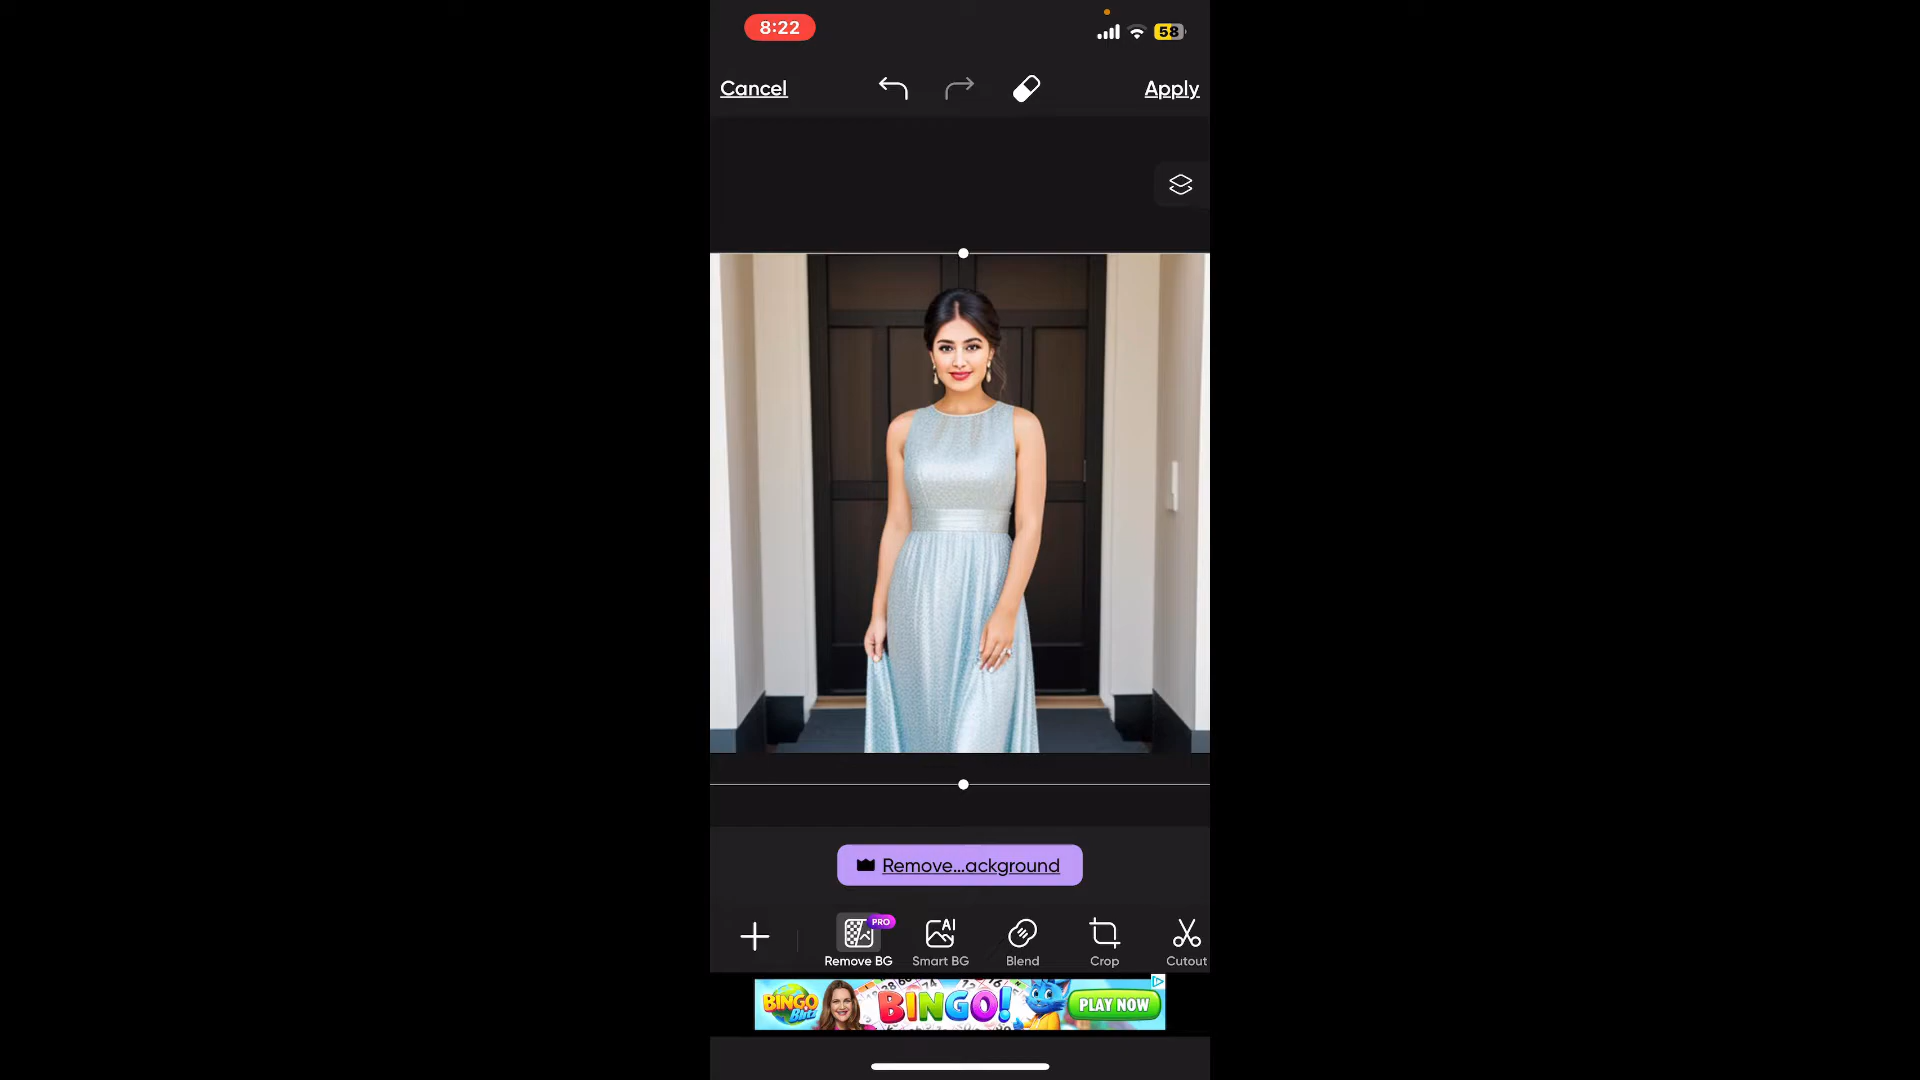 8:22
58
Cancel
Apply
Remove...ackground
PRO
AI
Remove BG
Smart BG
Blend
Crop
Cutout
BINGO
Blitz
BINGO!
PLAY NOW